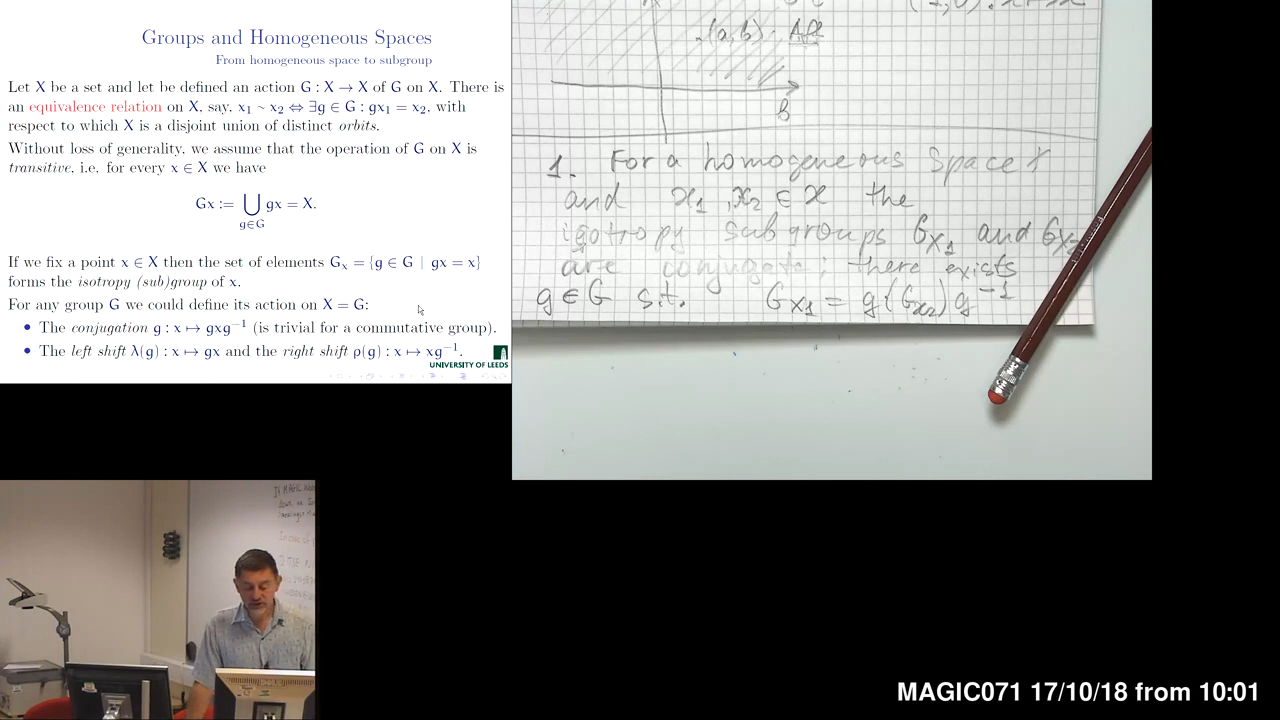 Groups and Homogeneous Spaces
From homogeneous space to subgroup
Let X be a set and let be defined an action G : X → X of G on X. There is
an equivalence relation on X, say, x₁ ~ x₂ ⇔ ∃g ∈ G : gx₁ = x₂, with
respect to which X is a disjoint union of distinct orbits.
Without loss of generality, we assume that the operation of G on X is
transitive, i.e. for every x ∈ X we have
Gx := ⋃ gx = X.
g∈G
If we fix a point x ∈ X then the set of elements Gₓ = {g ∈ G | gx = x}
forms the isotropy (sub)group of x.
For any group G we could define its action on X = G:
• The conjugation g : x ↦ gxg⁻¹ (is trivial for a commutative group).
• The left shift λ(g) : x ↦ gx and the right shift ρ(g) : x ↦ xg⁻¹.
UNIVERSITY OF LEEDS
(a, b) Aff
b
1. For a homogeneous Space X
and x₁, x₂ ∈ X the
isotropy subgroups Gx₁ and Gx₂
are conjugate; there exists
g ∈ G s.t. Gx₁ = g(Gx₂)g⁻¹
MAGIC071 17/10/18 from 10:01